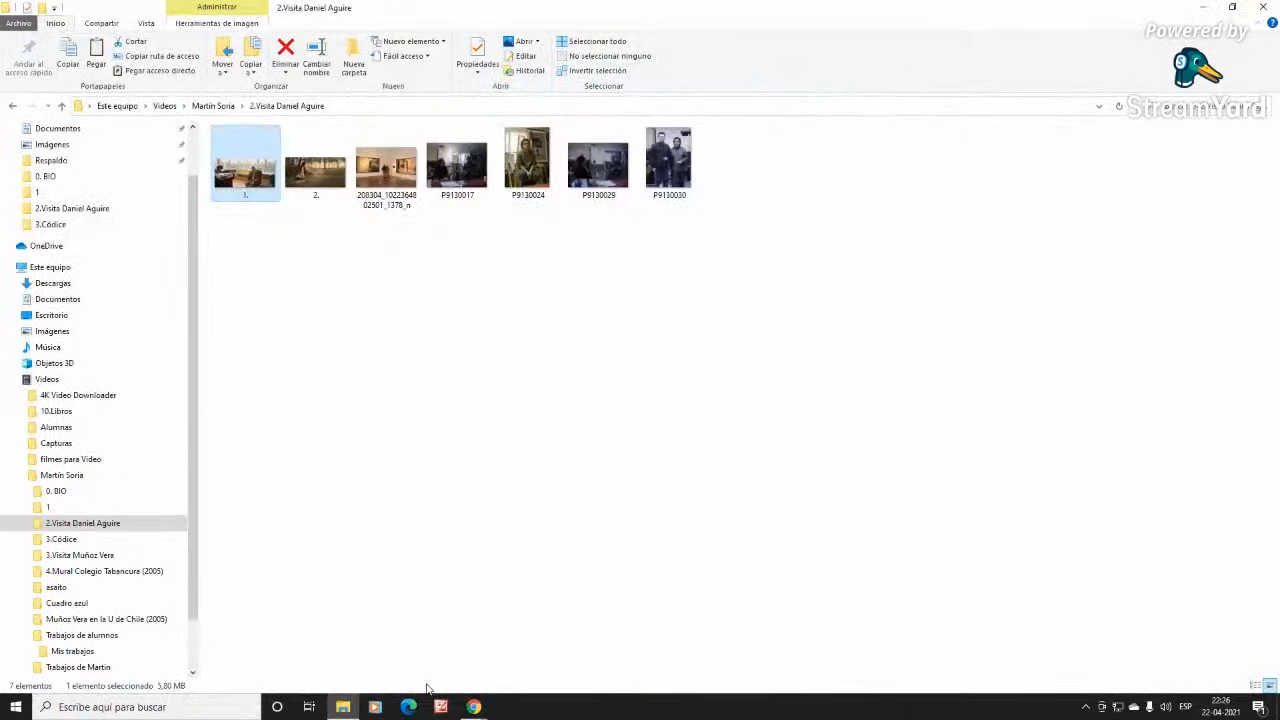 Administrar
2.Visita Daniel Aguire
Archivo
Inicio
Compartir
Vista
Herramientas de imagen
Powered by
StreamYard
Andar al acceso rápido
Copiar
Pegar
Cortar
Copiar ruta de acceso
Pegar acceso directo
Mover a
Copiar a
Eliminar
Cambiar nombre
Nueva carpeta
Nuevo elemento
Fácil acceso
Propiedades
Abrir
Editar
Historial
Seleccionar todo
No seleccionar ninguno
Invertir selección
Portapapeles
Organizar
Nuevo
Abrir
Seleccionar
Este equipo > Videos > Martín Soria > 2.Visita Daniel Aguire
Documentos
Imágenes
Respaldo
0. BIO
1
2.Visita Daniel Aguire
3.Códice
OneDrive
Este equipo
Descargas
Documentos
Escritorio
Imágenes
Música
Objetos 3D
Videos
4K Video Downloader
10.Libros
Alumnas
Capturas
filmes para Video
Martín Soria
0. BIO
1
2.Visita Daniel Aguire
3.Códice
3.Visita Muñoz Vera
4.Mural Colegio Tabancura (2005)
asaito
Cuadro azul
Muñoz Vera en la U de Chile (2005)
Trabajos de alumnos
Mis trabajos
Trabajos de Martin
1.
2.
208304_10223648
02501_1378_n
P9130017
P9130024
P9130029
P9130030
7 elementos
1 elemento seleccionado 5,80 MB
Escribe aquí para buscar
ESP
22:26
22-04-2021